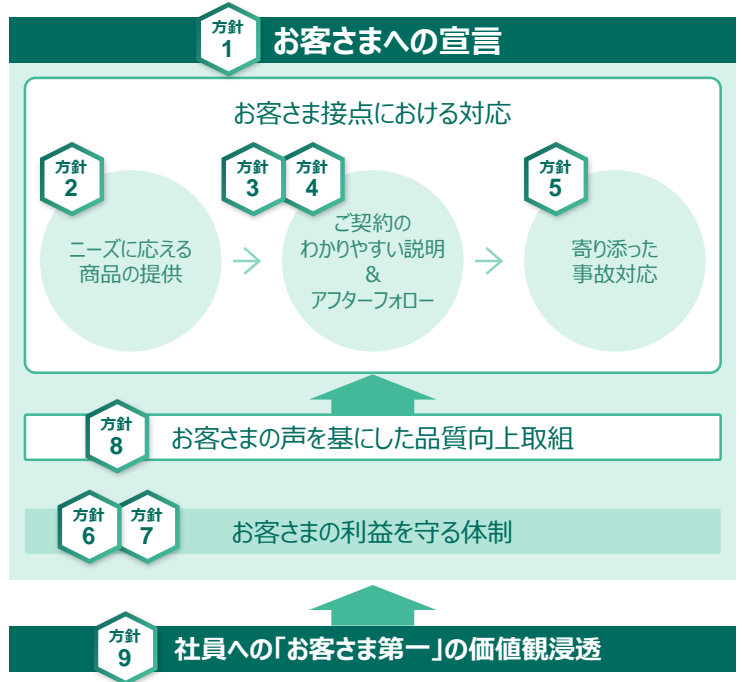 方針
1
お客さまへの宣言
お客さま接点における対応
方針
2
ニーズに応える
商品の提供
方針
3
方針
4
ご契約の
わかりやすい説明
&
アフターフォロー
方針
5
寄り添った
事故対応
方針
8
お客さまの声を基にした品質向上取組
方針
6
方針
7
お客さまの利益を守る体制
方針
9
社員への「お客さま第一」の価値観浸透